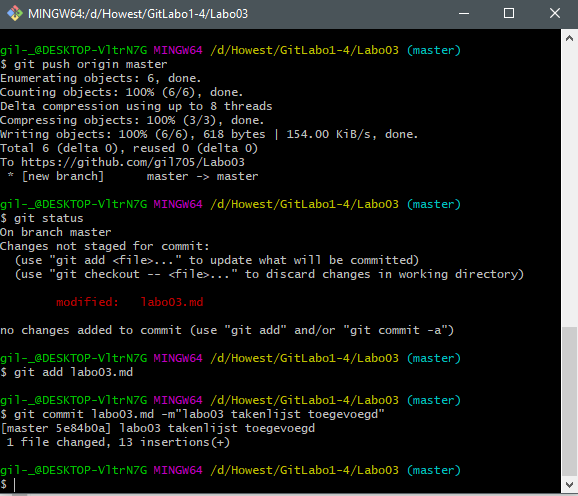 MINGW64:/d/Howest/GitLabo1-4/Labo03
gil-_@DESKTOP-VltrN7G MINGW64 /d/Howest/GitLabo1-4/Labo03 (master)
$ git push origin master
Enumerating objects: 6, done.
Counting objects: 100% (6/6), done.
Delta compression using up to 8 threads
Compressing objects: 100% (3/3), done.
Writing objects: 100% (6/6), 618 bytes | 154.00 KiB/s, done.
Total 6 (delta 0), reused 0 (delta 0)
To https://github.com/gil705/Labo03
 * [new branch]      master -> master
gil-_@DESKTOP-VltrN7G MINGW64 /d/Howest/GitLabo1-4/Labo03 (master)
$ git status
On branch master
Changes not staged for commit:
  (use "git add <file>..." to update what will be committed)
  (use "git checkout -- <file>..." to discard changes in working directory)
        modified:   labo03.md
no changes added to commit (use "git add" and/or "git commit -a")
gil-_@DESKTOP-VltrN7G MINGW64 /d/Howest/GitLabo1-4/Labo03 (master)
$ git add labo03.md
gil-_@DESKTOP-VltrN7G MINGW64 /d/Howest/GitLabo1-4/Labo03 (master)
$ git commit labo03.md -m"labo03 takenlijst toegevoegd"
[master 5e84b0a] labo03 takenlijst toegevoegd
 1 file changed, 13 insertions(+)
gil-_@DESKTOP-VltrN7G MINGW64 /d/Howest/GitLabo1-4/Labo03 (master)
$